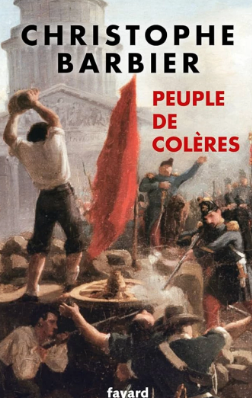 CHRISTOPHE
BARBIER
PEUPLE
DE
COLÈRES
fayard